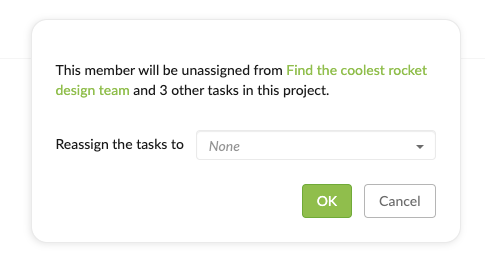 This member will be unassigned from Find the coolest rocket
design team and 3 other tasks in this project.
Reassign the tasks to None
OK Cancel